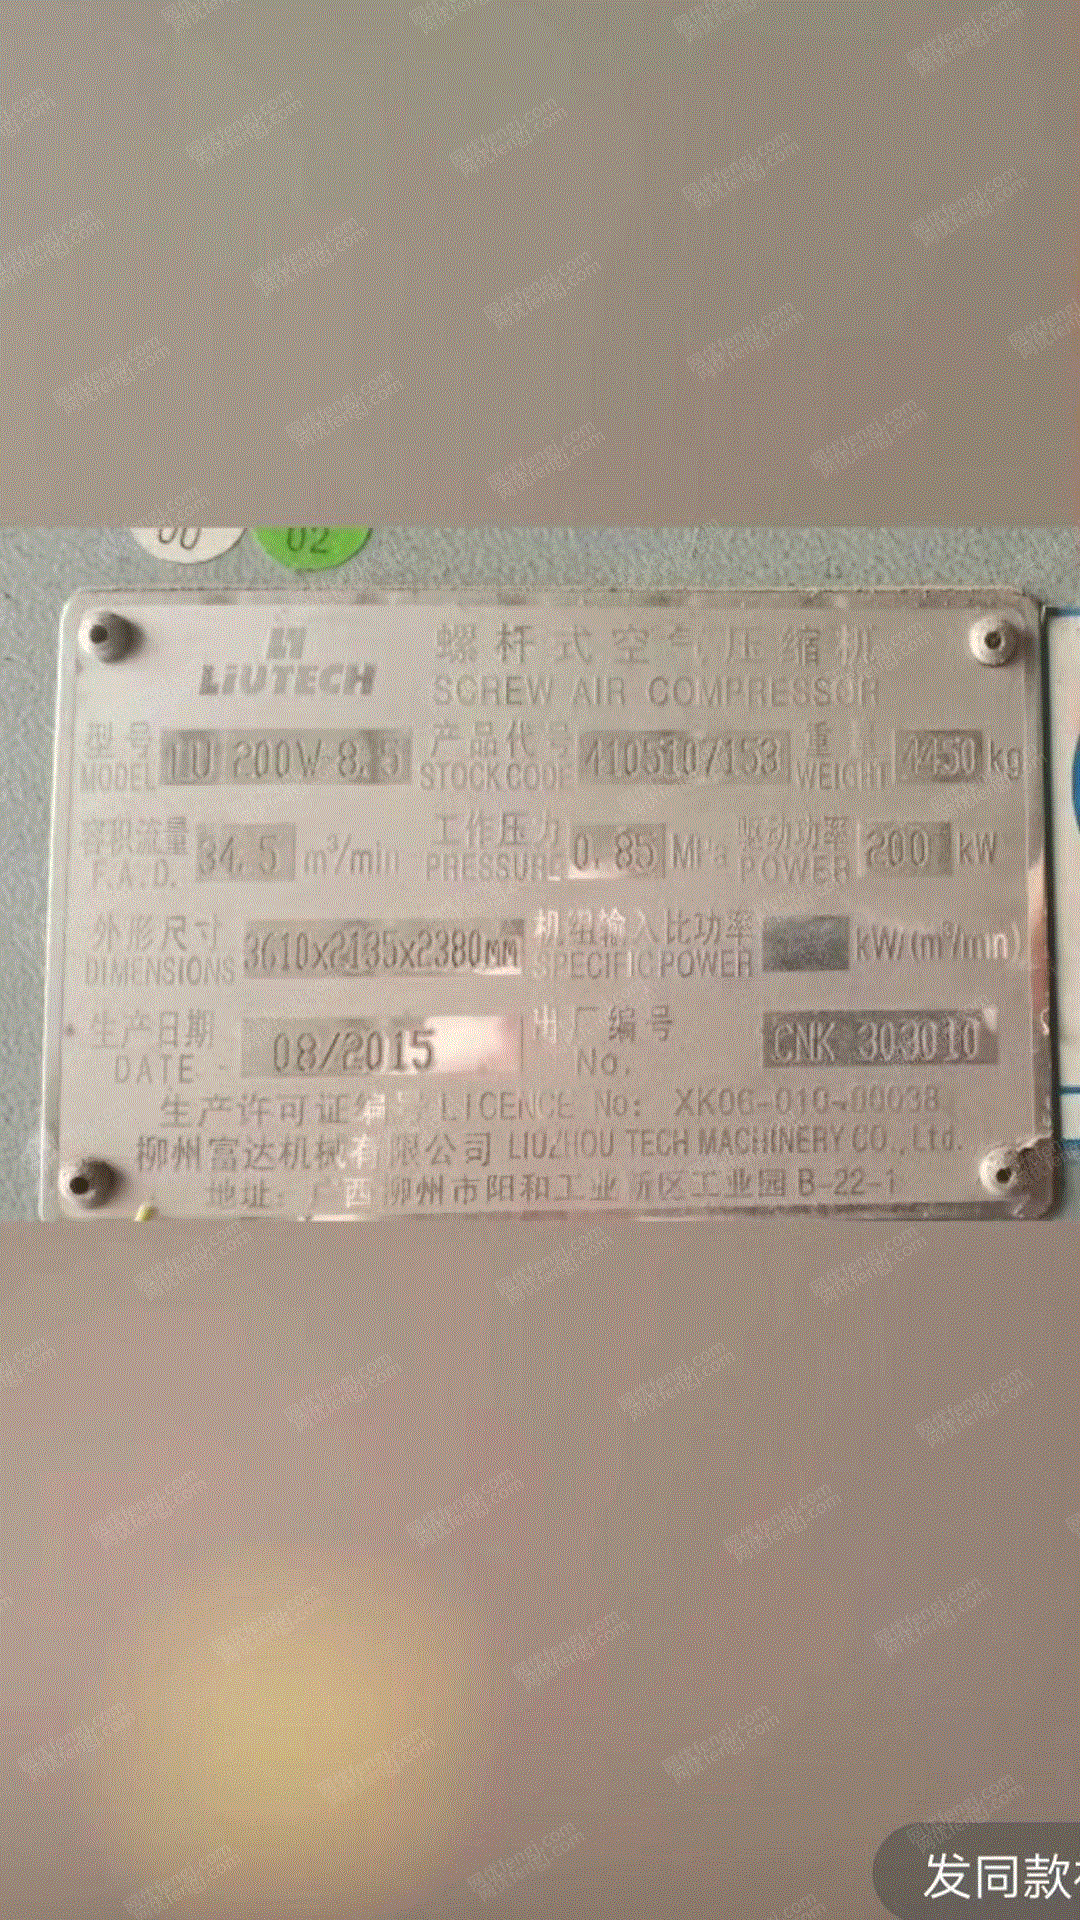 00 02
LIUTECH 螺杆式空气压缩机
SCREW AIR COMPRESSOR
型号 MODEL LU 200W-8.5 产品代号 STOCK CODE 4105107153 重量 WEIGHT 4450 kg
容积流量 F.A.D. 34.5 m³/min 工作压力 PRESSURE 0.85 MPa 驱动功率 POWER 200 kW
外形尺寸 DIMENSIONS 3610x2135x2380MM 机组输入比功率 SPECIFIC POWER kW/(m³/min)
生产日期 DATE 08/2015 出厂编号 No. CNK 303010
生产许可证编号 LICENCE No: XK06-010-00038
柳州富达机械有限公司 LIUZHOU TECH MACHINERY CO., Ltd.
地址: 广西柳州市阳和工业新区工业园 B-22-1
发同款